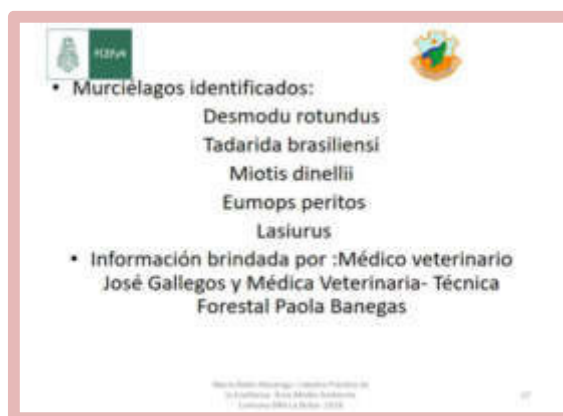 FCEFyN
• Murciélagos identificados:
Desmodu rotundus
Tadarida brasiliensi
Miotis dinellii
Eumops peritos
Lasiurus
• Información brindada por :Médico veterinario
José Gallegos y Médica Veterinaria- Técnica
Forestal Paola Banegas